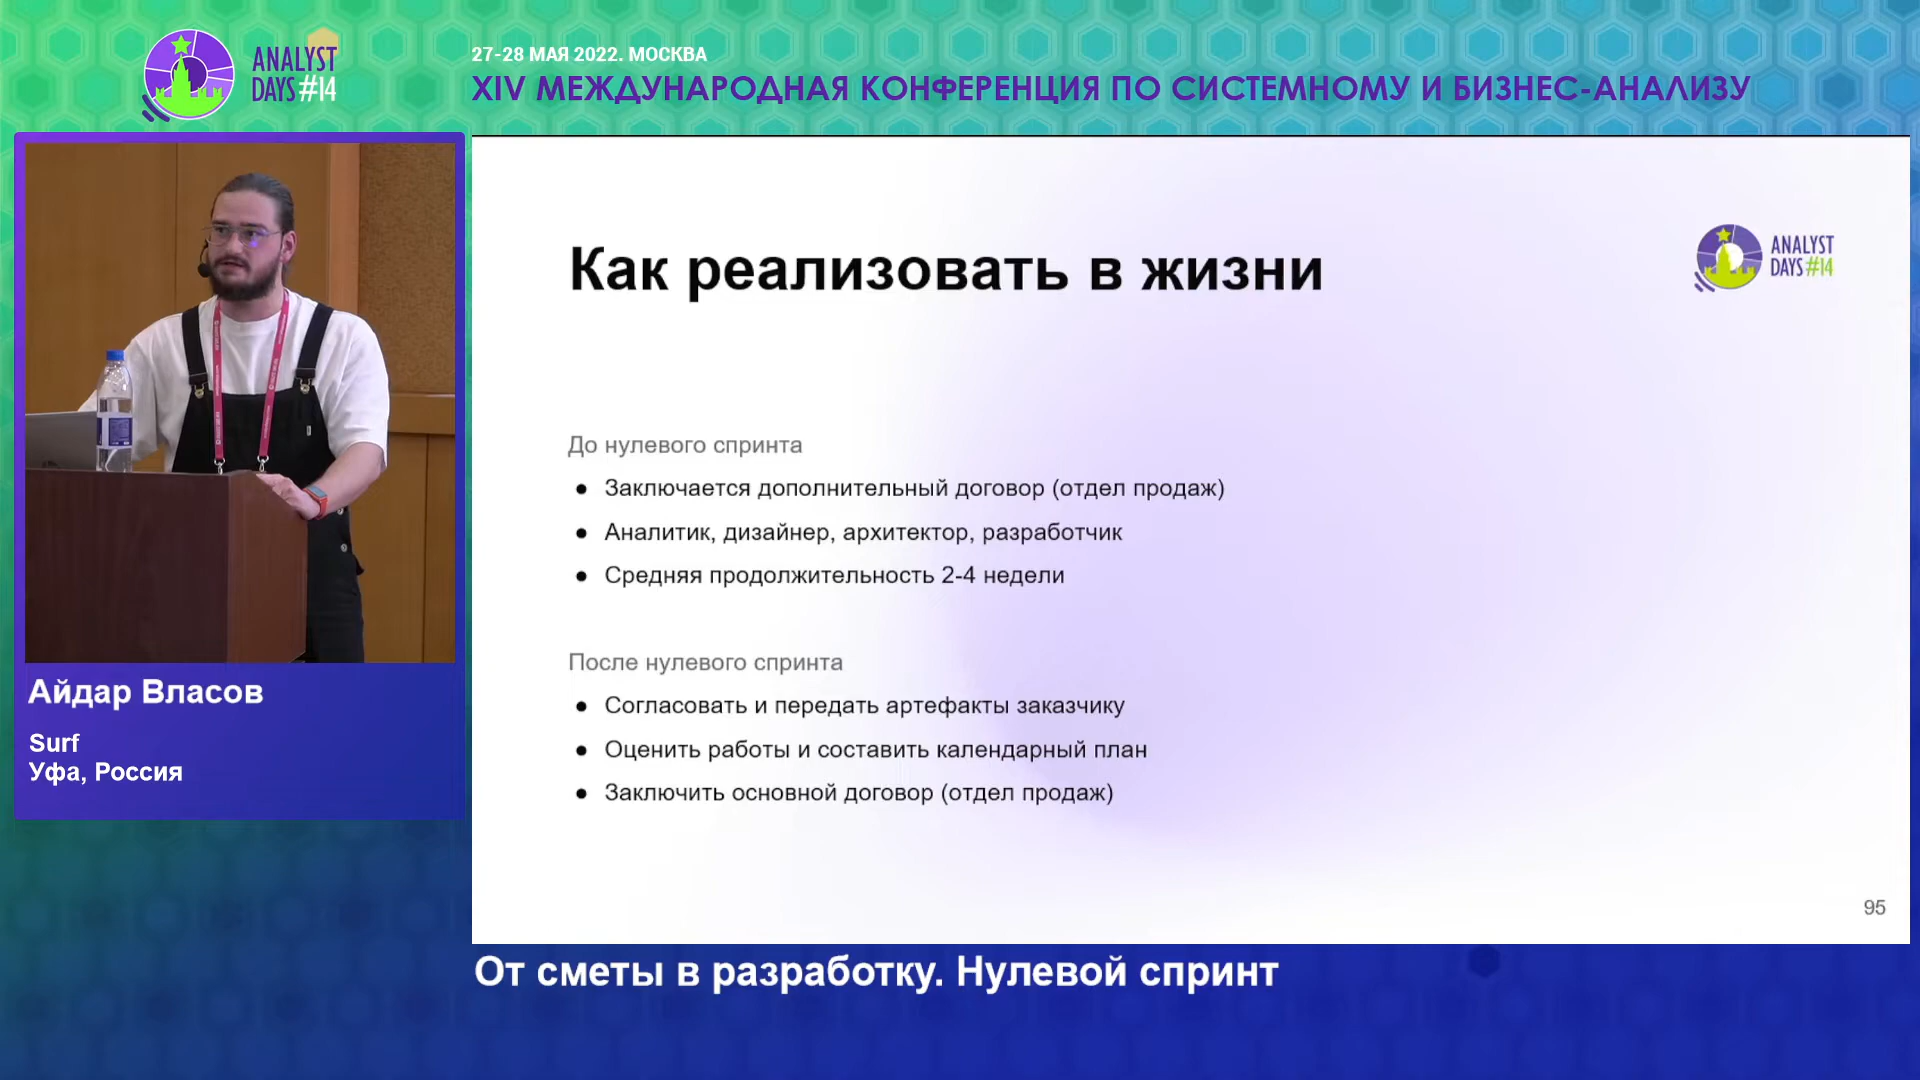 ANALYST
DAYS #14
27-28 МАЯ 2022. МОСКВА
XIV МЕЖДУНАРОДНАЯ КОНФЕРЕНЦИЯ ПО СИСТЕМНОМУ И БИЗНЕС-АНАЛИЗУ
Айдар Власов
Surf
Уфа, Россия
Как реализовать в жизни
ANALYST
DAYS #14
До нулевого спринта
● Заключается дополнительный договор (отдел продаж)
● Аналитик, дизайнер, архитектор, разработчик
● Средняя продолжительность 2-4 недели
После нулевого спринта
● Согласовать и передать артефакты заказчику
● Оценить работы и составить календарный план
● Заключить основной договор (отдел продаж)
95
От сметы в разработку. Нулевой спринт